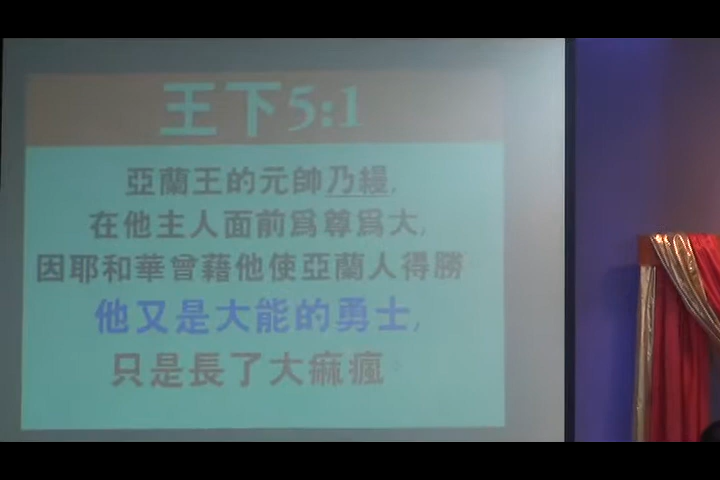 王下5:1
亞蘭王的元帥乃縵,
在他主人面前爲尊爲大,
因耶和華曾藉他使亞蘭人得勝
他又是大能的勇士,
只是長了大痲瘋。